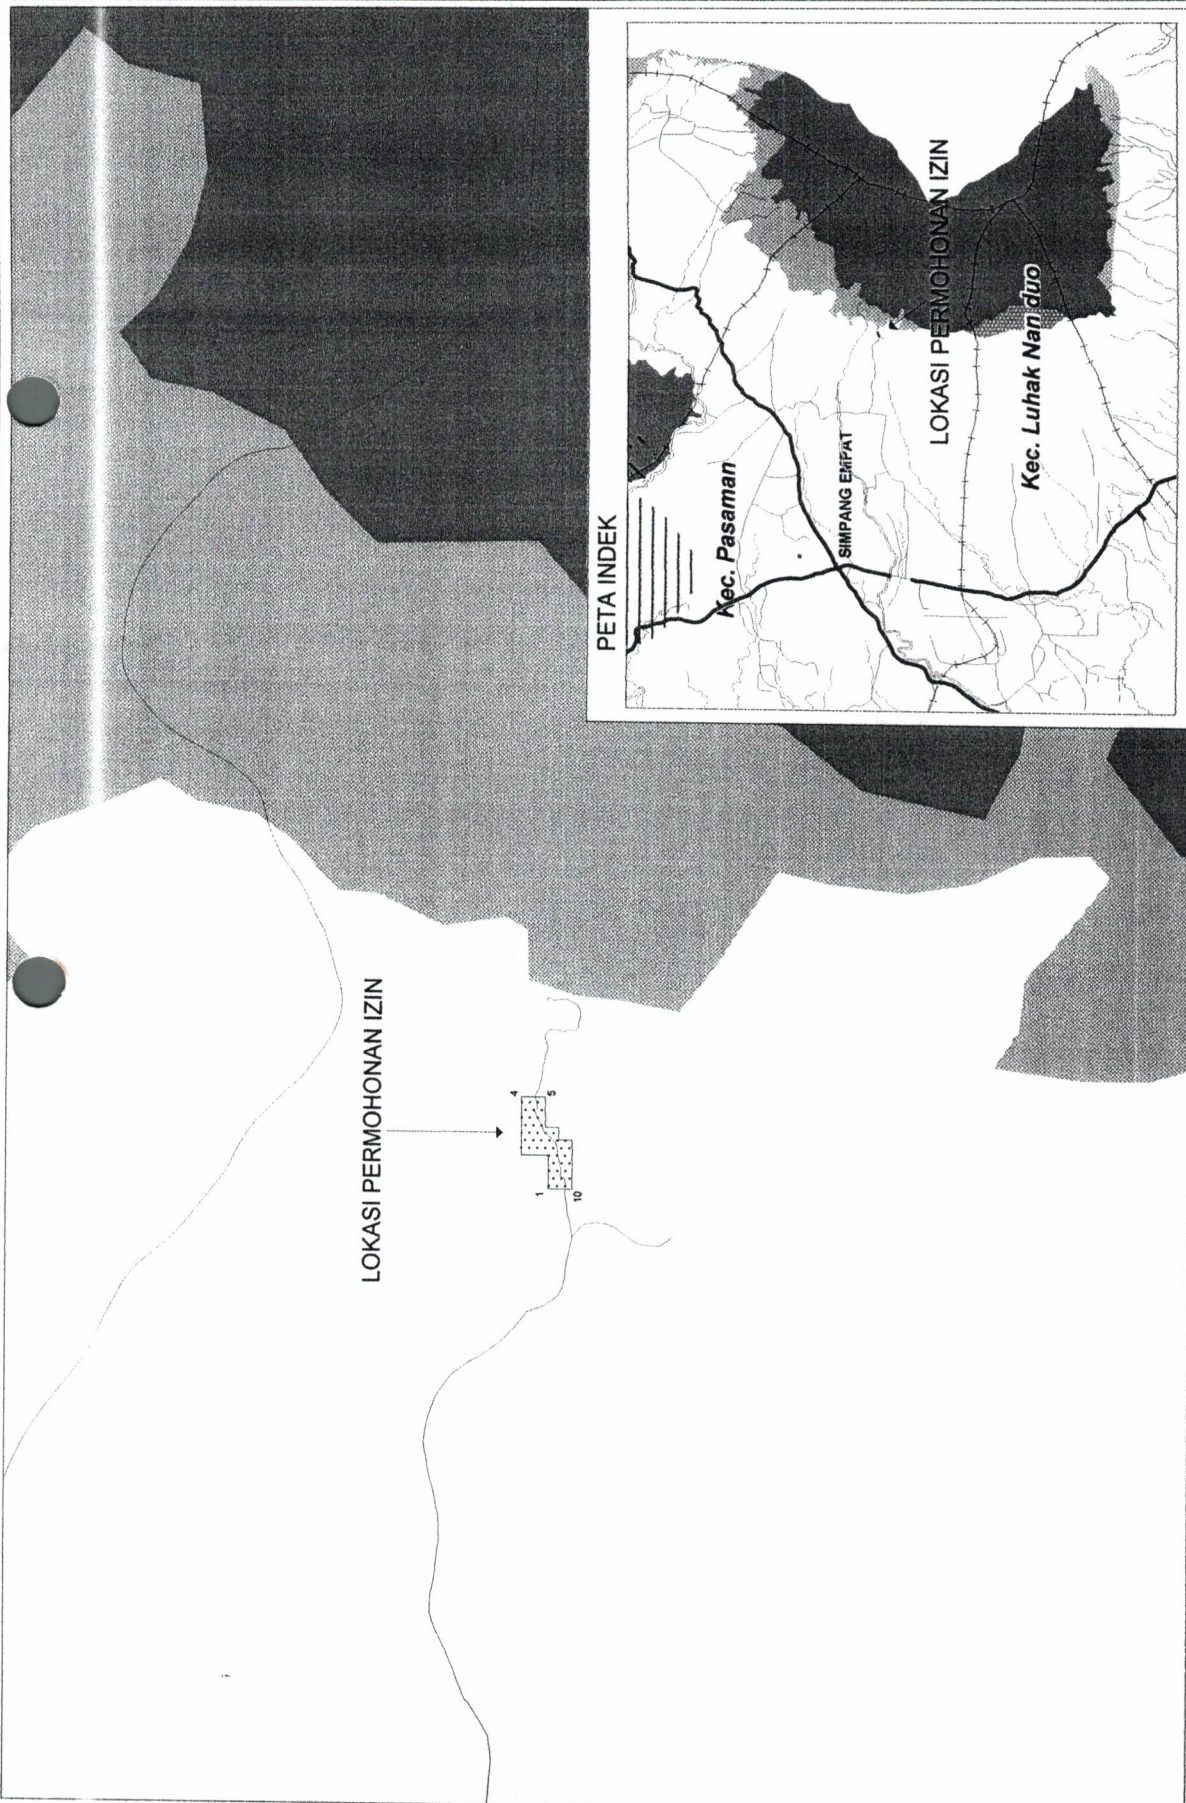 LOKASI PERMOHONAN IZIN
4
5
1
10
PETA INDEK
Kec. Pasaman
SIMPANG EMPAT
LOKASI PERMOHONAN IZIN
Kec. Luhak Nan duo